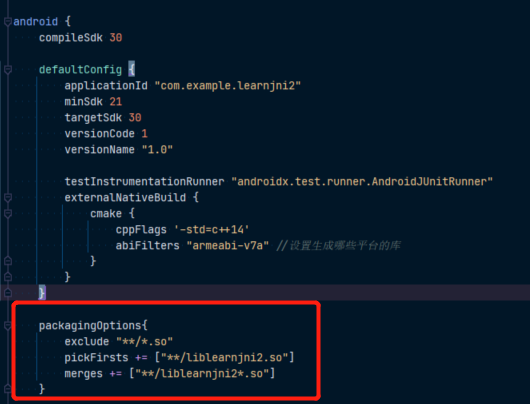 android {
compileSdk 30
defaultConfig {
applicationId "com.example.learnjni2"
minSdk 21
targetSdk 30
versionCode 1
versionName "1.0"
testInstrumentationRunner "androidx.test.runner.AndroidJUnitRunner"
externalNativeBuild {
cmake {
cppFlags '-std=c++14'
abiFilters "armeabi-v7a" //设置生成哪些平台的库
}
}
}
packagingOptions{
exclude "**/*.so"
pickFirsts += ["**/liblearnjni2.so"]
merges += ["**/liblearnjni2*.so"]
}